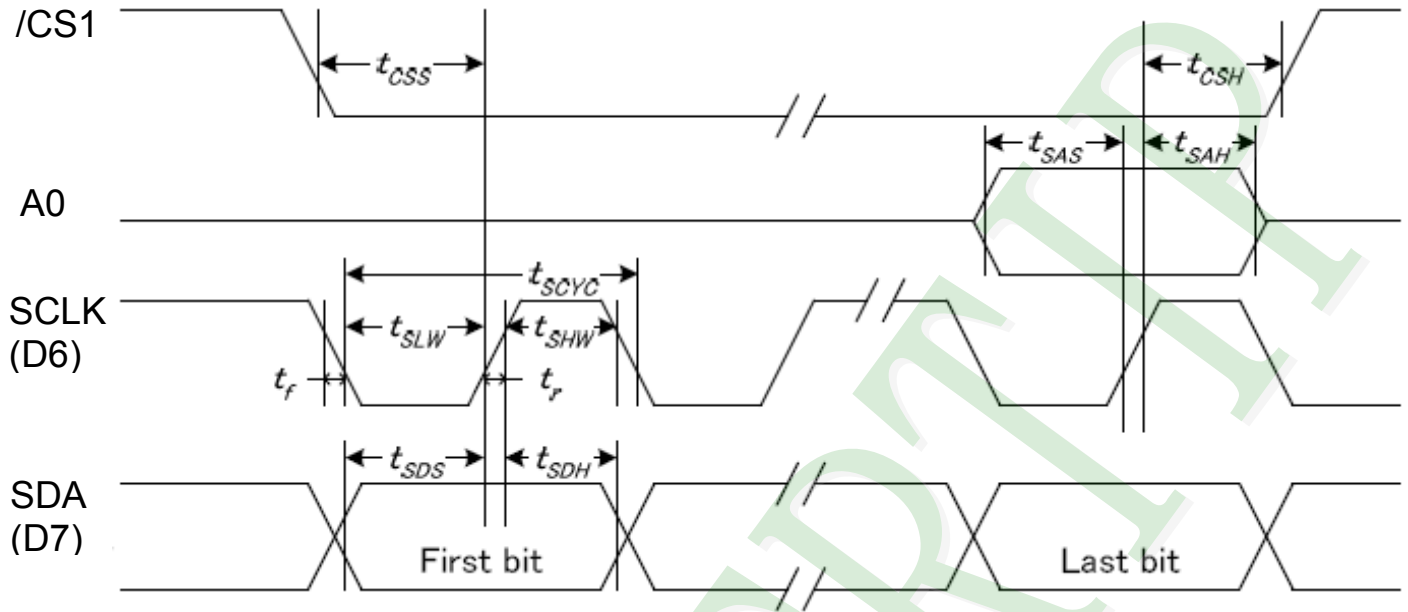 /CS1
tCSS
tCSH
tSAS
tSAH
A0
tSCYC
SCLK
(D6)
tSLW
tSHW
tf
tr
tSDS
tSDH
SDA
(D7)
First bit
Last bit